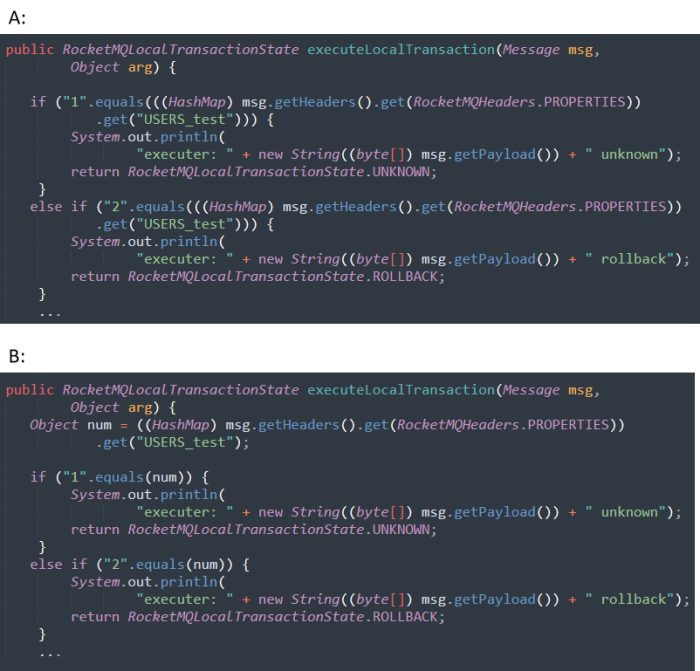 A:
public RocketMQLocalTransactionState executeLocalTransaction(Message msg,
Object arg) {
if ("1".equals(((HashMap) msg.getHeaders().get(RocketMQHeaders.PROPERTIES))
.get("USERS_test"))) {
System.out.println(
"executer: " + new String((byte[]) msg.getPayload()) + " unknown");
return RocketMQLocalTransactionState.UNKNOWN;
}
else if ("2".equals(((HashMap) msg.getHeaders().get(RocketMQHeaders.PROPERTIES))
.get("USERS_test"))) {
System.out.println(
"executer: " + new String((byte[]) msg.getPayload()) + " rollback");
return RocketMQLocalTransactionState.ROLLBACK;
}
...
B:
public RocketMQLocalTransactionState executeLocalTransaction(Message msg,
Object arg) {
Object num = ((HashMap) msg.getHeaders().get(RocketMQHeaders.PROPERTIES))
.get("USERS_test");
if ("1".equals(num)) {
System.out.println(
"executer: " + new String((byte[]) msg.getPayload()) + " unknown");
return RocketMQLocalTransactionState.UNKNOWN;
}
else if ("2".equals(num)) {
System.out.println(
"executer: " + new String((byte[]) msg.getPayload()) + " rollback");
return RocketMQLocalTransactionState.ROLLBACK;
}
...